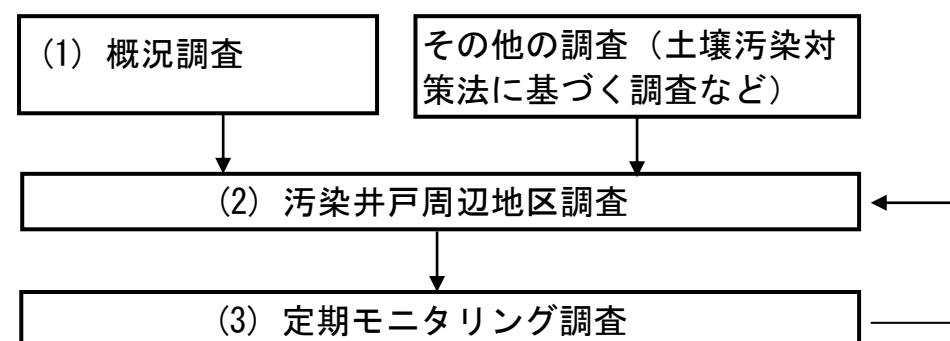 (1) 概況調査
その他の調査（土壌汚染対
策法に基づく調査など）
(2) 汚染井戸周辺地区調査
(3) 定期モニタリング調査